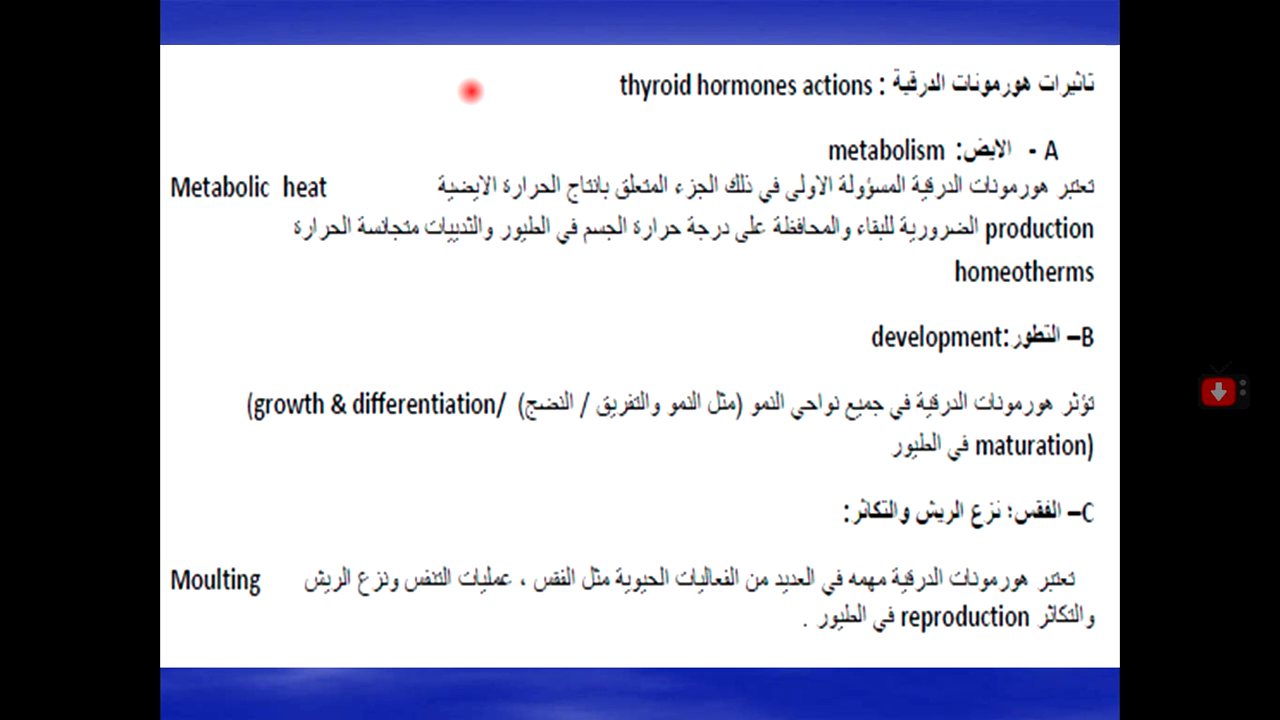 تاثيرات هورمونات الدرقية : thyroid hormones actions
A - الايض: metabolism
تعتبر هورمونات الدرقية المسؤولة الاولى في ذلك الجزء المتعلق بانتاج الحرارة الايضية Metabolic heat
production الضرورية للبقاء والمحافظة على درجة حرارة الجسم في الطيور والثدييات متجانسة الحرارة
homeotherms
B– التطور:development
تؤثر هورمونات الدرقية في جميع نواحي النمو (مثل النمو والتفريق / النضج) (growth & differentiation/
maturation) في الطيور
C– الفقس؛ نزع الريش والتكاثر:
تعتبر هورمونات الدرقية مهمه في العديد من الفعاليات الحيوية مثل الفقس ، عمليات التنفس ونزع الريش Moulting
والتكاثر reproduction في الطيور .